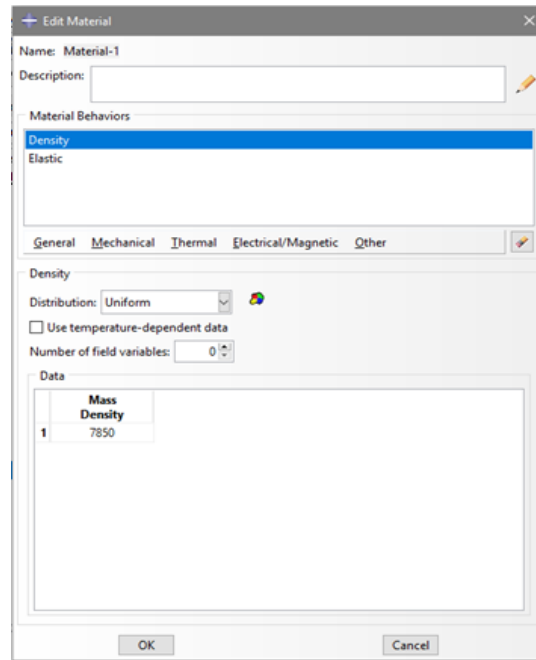 Edit Material
Name: Material-1
Description:
Material Behaviors
Density
Elastic
General Mechanical Thermal Electrical/Magnetic Other
Density
Distribution: Uniform
Use temperature-dependent data
Number of field variables: 0
Data
Mass
Density
1 7850
OK Cancel